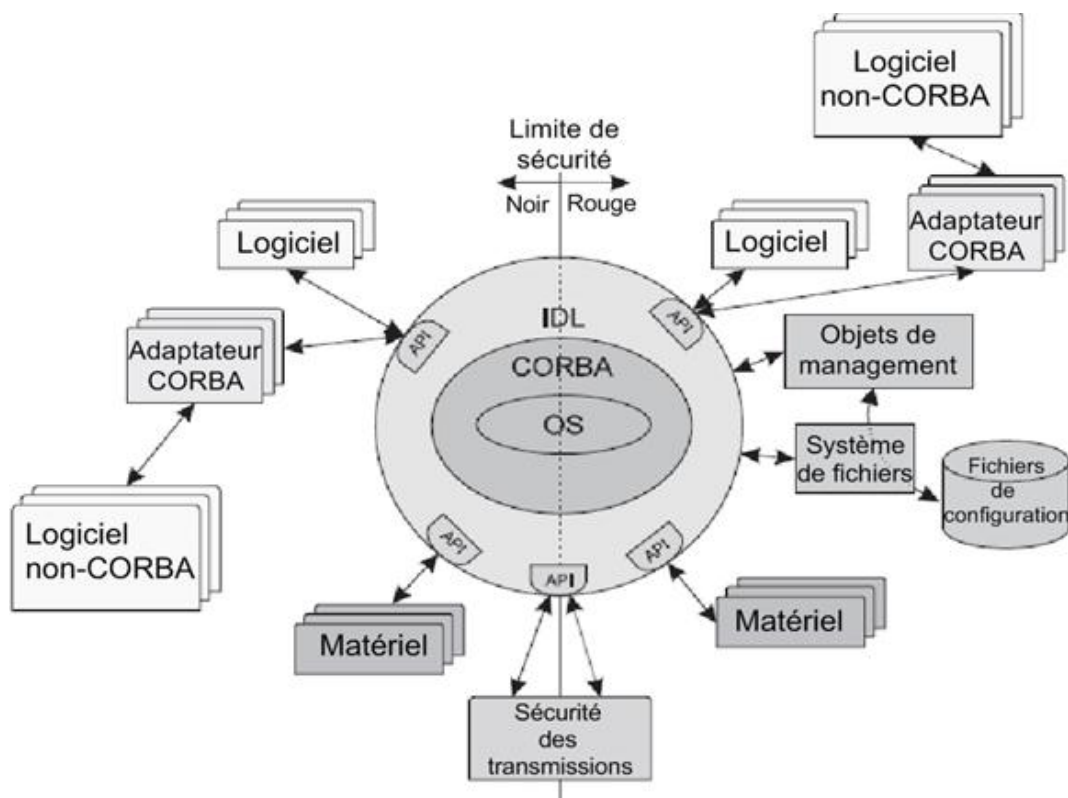 Logiciel
non-CORBA
Limite de
sécurité
Noir
Rouge
Logiciel
Logiciel
Adaptateur
CORBA
IDL
API
API
Adaptateur
CORBA
CORBA
OS
Objets de
management
Système
de fichiers
Fichiers
de
configuration
Logiciel
non-CORBA
API
API
API
Matériel
Matériel
Sécurité
des
transmissions